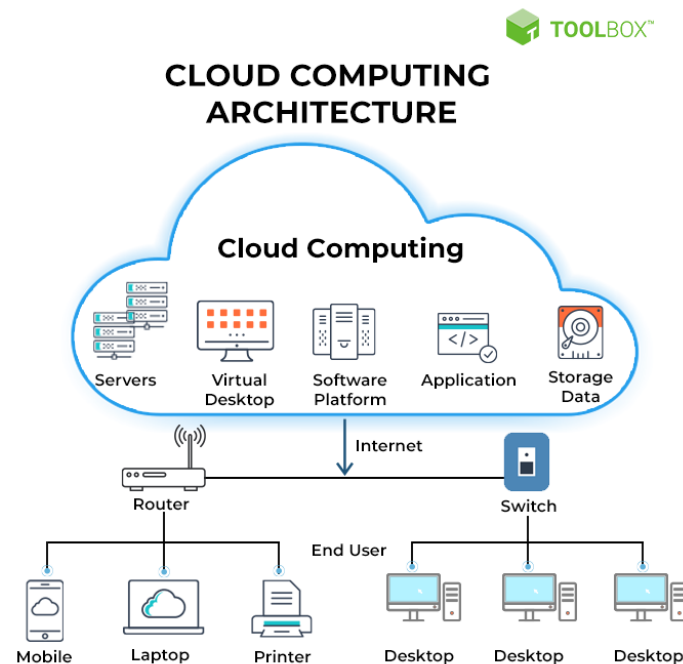 TOOLBOX™
CLOUD COMPUTING
ARCHITECTURE
Cloud Computing
Servers
Virtual
Desktop
Software
Platform
Application
Storage
Data
Internet
Router
Switch
End User
Mobile
Laptop
Printer
Desktop
Desktop
Desktop